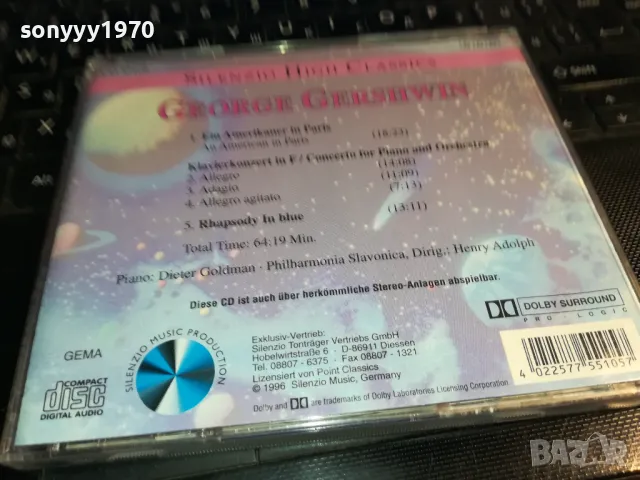 sonyyy1970
SILENZIO HIGH CLASSICS
GEORGE GERSHWIN
1. Ein Amerikaner in Paris (18:33)
An American in Paris
Klavierkonzert in F / Concerto for Piano and Orchestra
2. Allegro (14:08)
3. Adagio (11:09)
4. Allegro agitato (7:13)
5. Rhapsody In blue (13:11)
Total Time: 64:19 Min.
Piano: Dieter Goldman · Philharmonia Slavonica, Dirig.: Henry Adolph
Diese CD ist auch über herkömmliche Stereo-Anlagen abspielbar.
DOLBY SURROUND
PRO · LOGIC
GEMA
SILENZIO MUSIC PRODUCTION
Exklusiv-Vertrieb:
Silenzio Tonträger Vertriebs GmbH
Hobelwirtstraße 6 · D-86911 Diessen
Tel. 08807 - 6375 · Fax 08807 - 1321
Lizensiert von Point Classics
© 1996 Silenzio Music, Germany
Dolby and are trademarks of Dolby Laboratories Licensing Corporation
COMPACT
disc
DIGITAL AUDIO
4 022577 551057
BAZAR